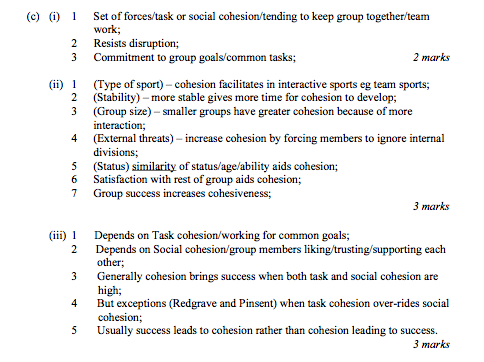 (c) (i) 1 Set of forces/task or social cohesion/tending to keep group together/team
work;
2 Resists disruption;
3 Commitment to group goals/common tasks; 2 marks
(ii) 1 (Type of sport) – cohesion facilitates in interactive sports eg team sports;
2 (Stability) – more stable gives more time for cohesion to develop;
3 (Group size) – smaller groups have greater cohesion because of more
interaction;
4 (External threats) – increase cohesion by forcing members to ignore internal
divisions;
5 (Status) similarity of status/age/ability aids cohesion;
6 Satisfaction with rest of group aids cohesion;
7 Group success increases cohesiveness;
3 marks
(iii) 1 Depends on Task cohesion/working for common goals;
2 Depends on Social cohesion/group members liking/trusting/supporting each
other;
3 Generally cohesion brings success when both task and social cohesion are
high;
4 But exceptions (Redgrave and Pinsent) when task cohesion over-rides social
cohesion;
5 Usually success leads to cohesion rather than cohesion leading to success.
3 marks